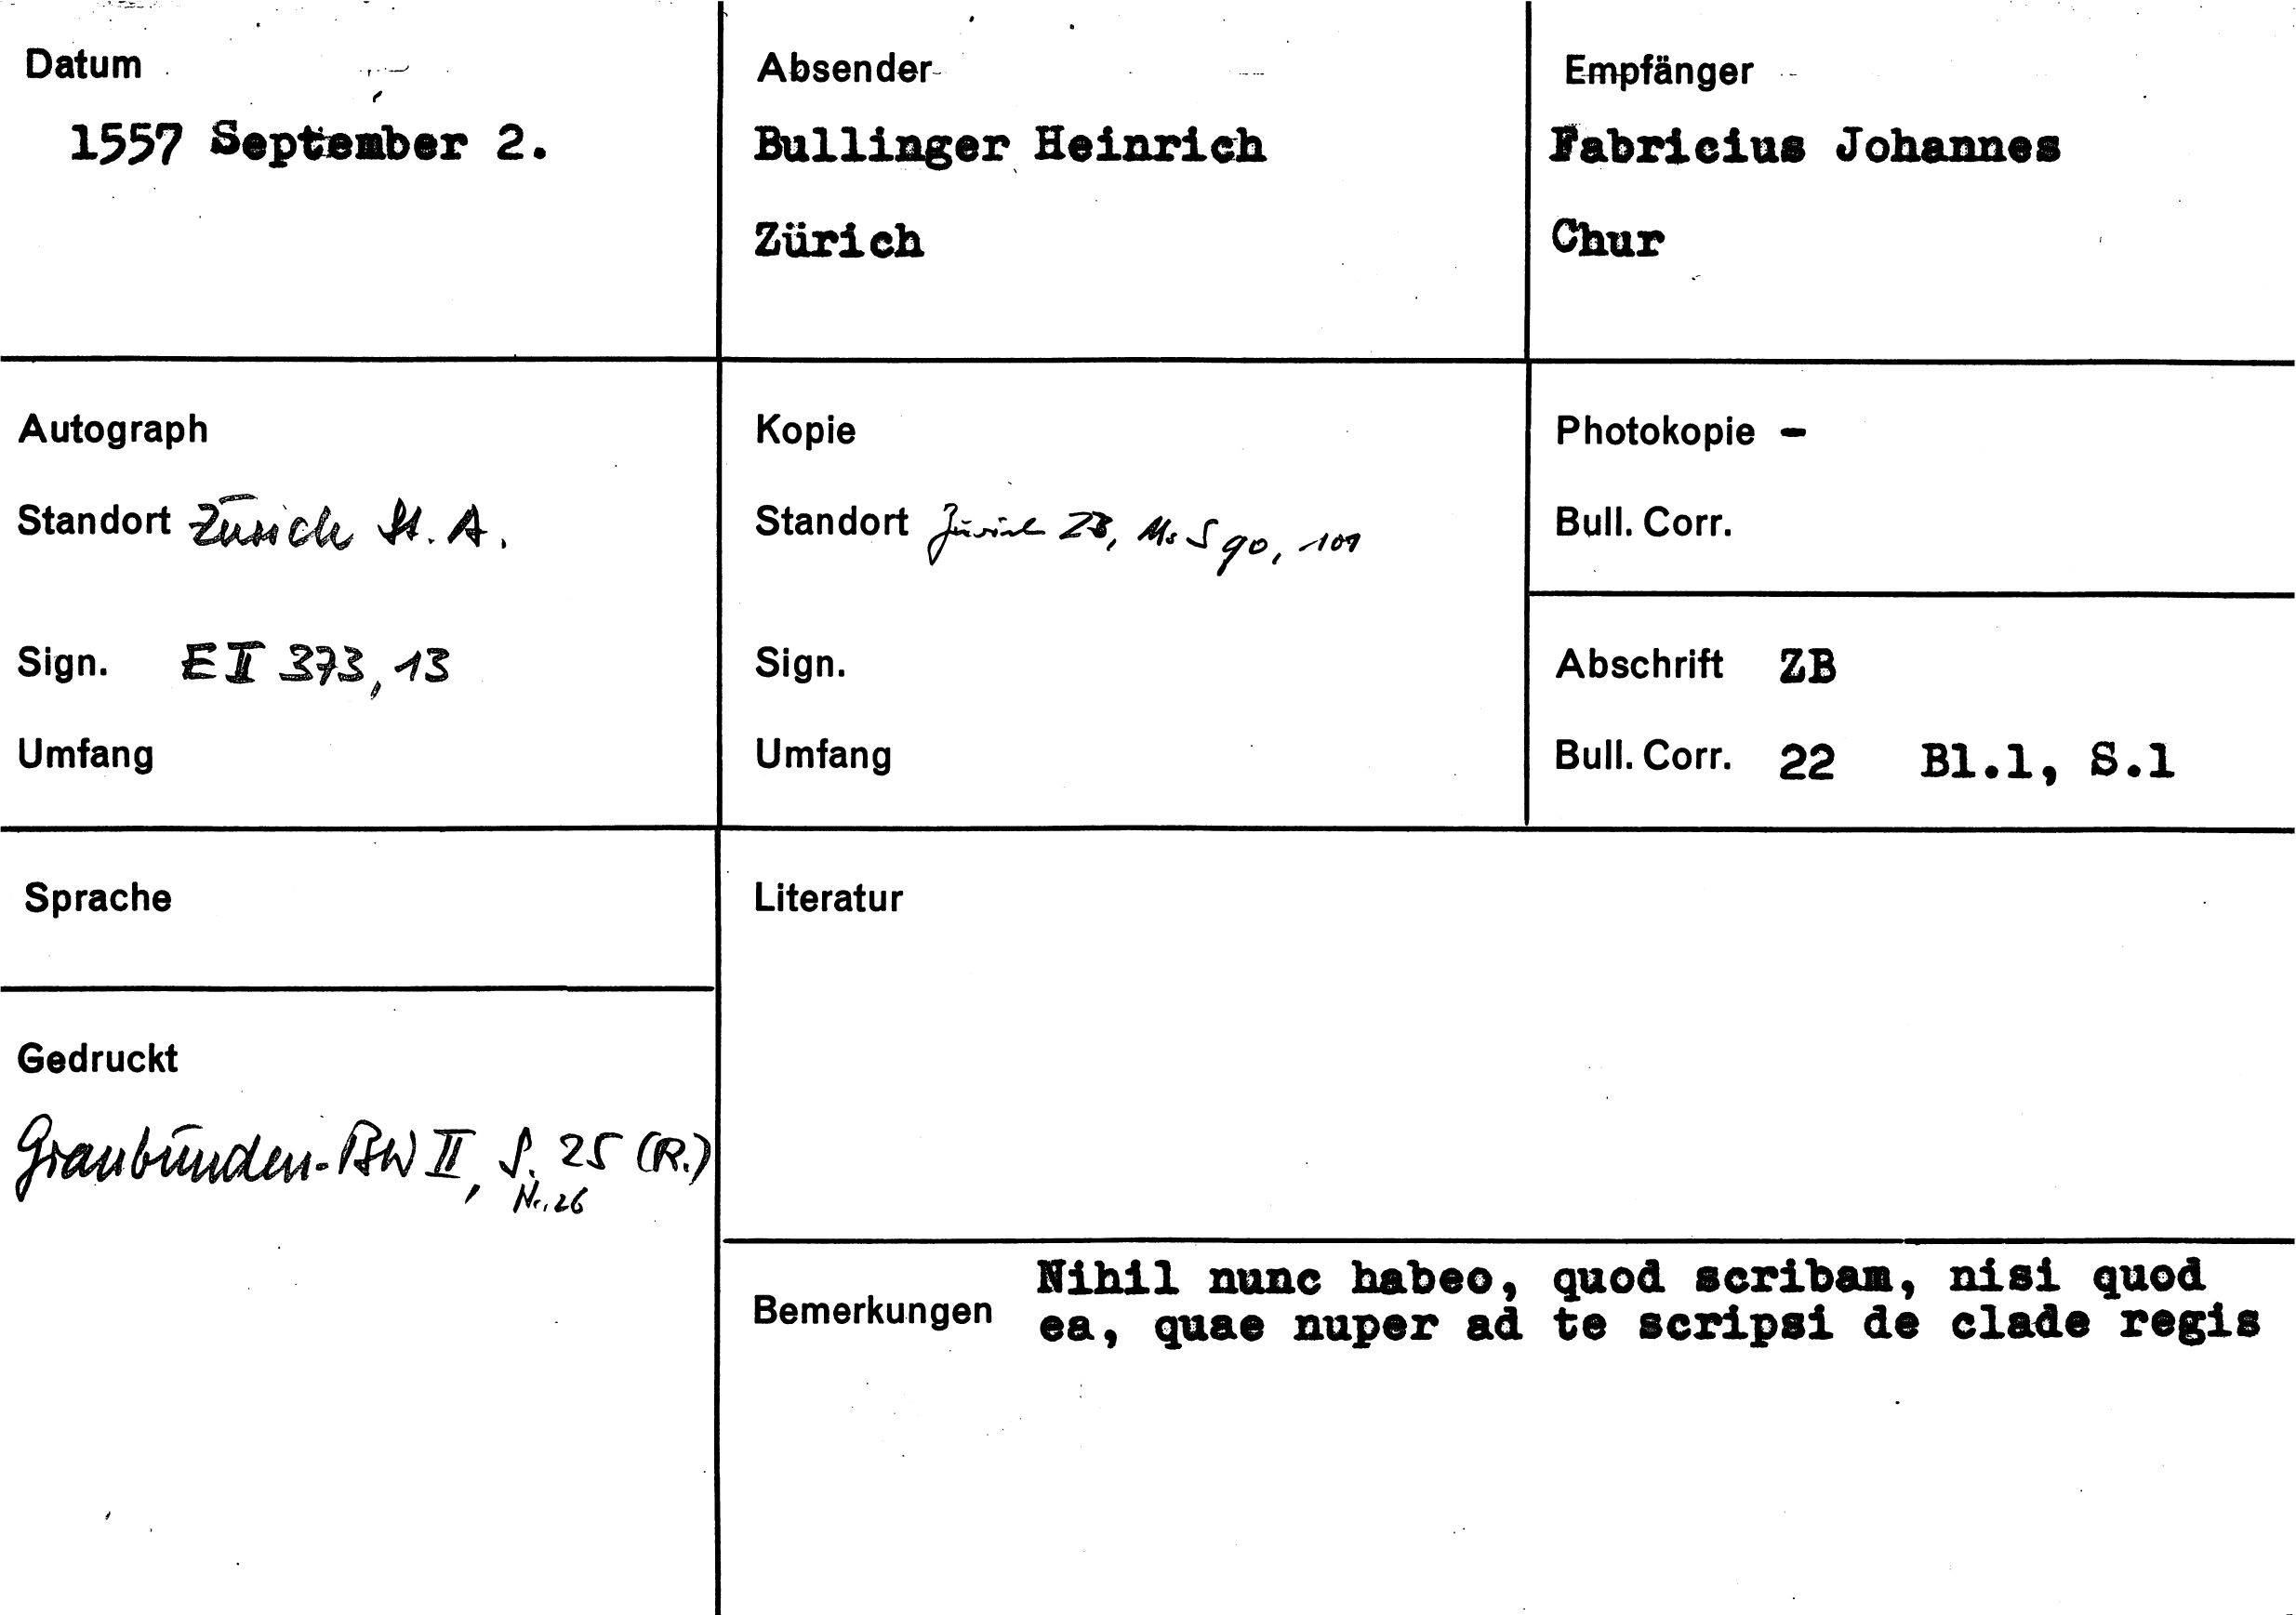 Datum
1557 September 2.
Absender
Bullinger Heinrich
Zürich
Empfänger
Fabricius Johannes
Chur
Autograph
Standort Zürich St. A.
Sign. E II 373, 13
Umfang
Kopie
Standort Zürich ZB, Ms S 90, 101
Sign.
Umfang
Photokopie -
Bull. Corr.
Abschrift ZB
Bull. Corr. 22 Bl.1, S.1
Sprache
Gedruckt
Graubünden-BW II, S. 25 (R.)
Nr. 26
Literatur
Bemerkungen
Nihil nunc habeo, quod scribam, nisi quod
ea, quae nuper ad te scripsi de clade regis